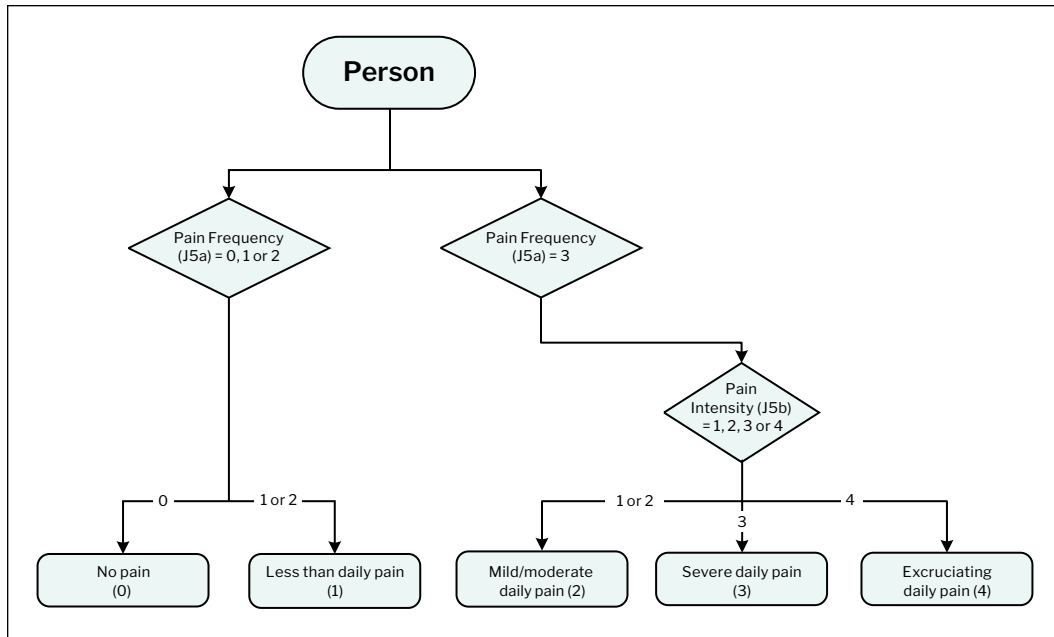 Person
Pain Frequency
(J5a) = 0, 1 or 2
Pain Frequency
(J5a) = 3
Pain
Intensity (J5b)
= 1, 2, 3 or 4
0
1 or 2
1 or 2
3
4
No pain
(0)
Less than daily pain
(1)
Mild/moderate
daily pain (2)
Severe daily pain
(3)
Excruciating
daily pain (4)